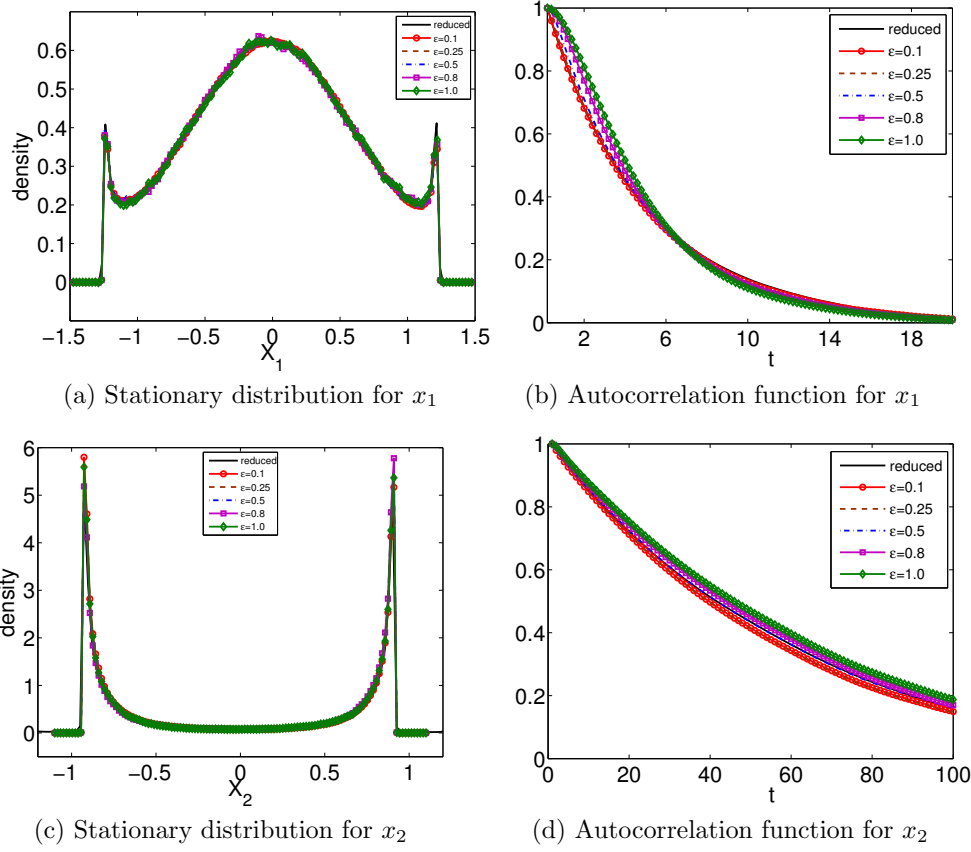 0.6
0.5
0.4
0.3
0.2
0.1
0
density
−1.5
−1
−0.5
0
0.5
1
1.5
X_1
reduced
ε=0.1
ε=0.25
ε=0.5
ε=0.8
ε=1.0
(a) Stationary distribution for x_1
1
0.8
0.6
0.4
0.2
0
2
6
10
14
18
t
reduced
ε=0.1
ε=0.25
ε=0.5
ε=0.8
ε=1.0
(b) Autocorrelation function for x_1
6
5
4
3
2
1
0
density
−1
−0.5
0
0.5
1
X_2
reduced
ε=0.1
ε=0.25
ε=0.5
ε=0.8
ε=1.0
(c) Stationary distribution for x_2
1
0.8
0.6
0.4
0.2
0
0
20
40
60
80
100
t
reduced
ε=0.1
ε=0.25
ε=0.5
ε=0.8
ε=1.0
(d) Autocorrelation function for x_2